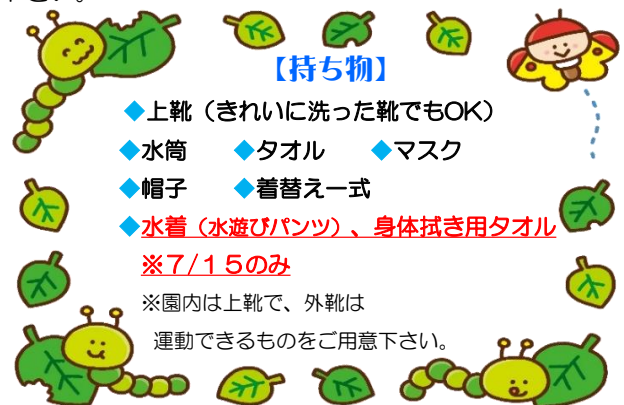 さい。
【持ち物】
◆上靴（きれいに洗った靴でもOK）
◆水筒　◆タオル　◆マスク
◆帽子　◆着替え一式
◆水着（水遊びパンツ）、身体拭き用タオル
※７/１５のみ
※園内は上靴で、外靴は
運動できるものをご用意下さい。